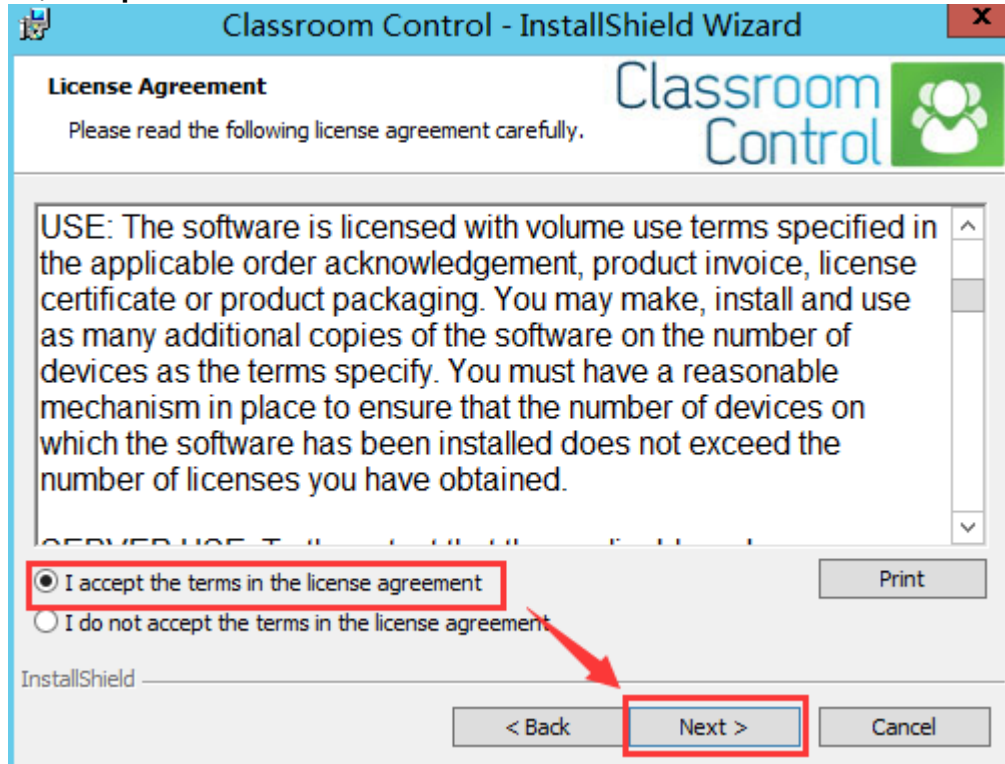 Classroom Control - InstallShield Wizard
X
License Agreement
Please read the following license agreement carefully.
Classroom
Control
USE: The software is licensed with volume use terms specified in
the applicable order acknowledgement, product invoice, license
certificate or product packaging. You may make, install and use
as many additional copies of the software on the number of
devices as the terms specify. You must have a reasonable
mechanism in place to ensure that the number of devices on
which the software has been installed does not exceed the
number of licenses you have obtained.
I accept the terms in the license agreement
Print
I do not accept the terms in the license agreement
InstallShield
< Back
Next >
Cancel